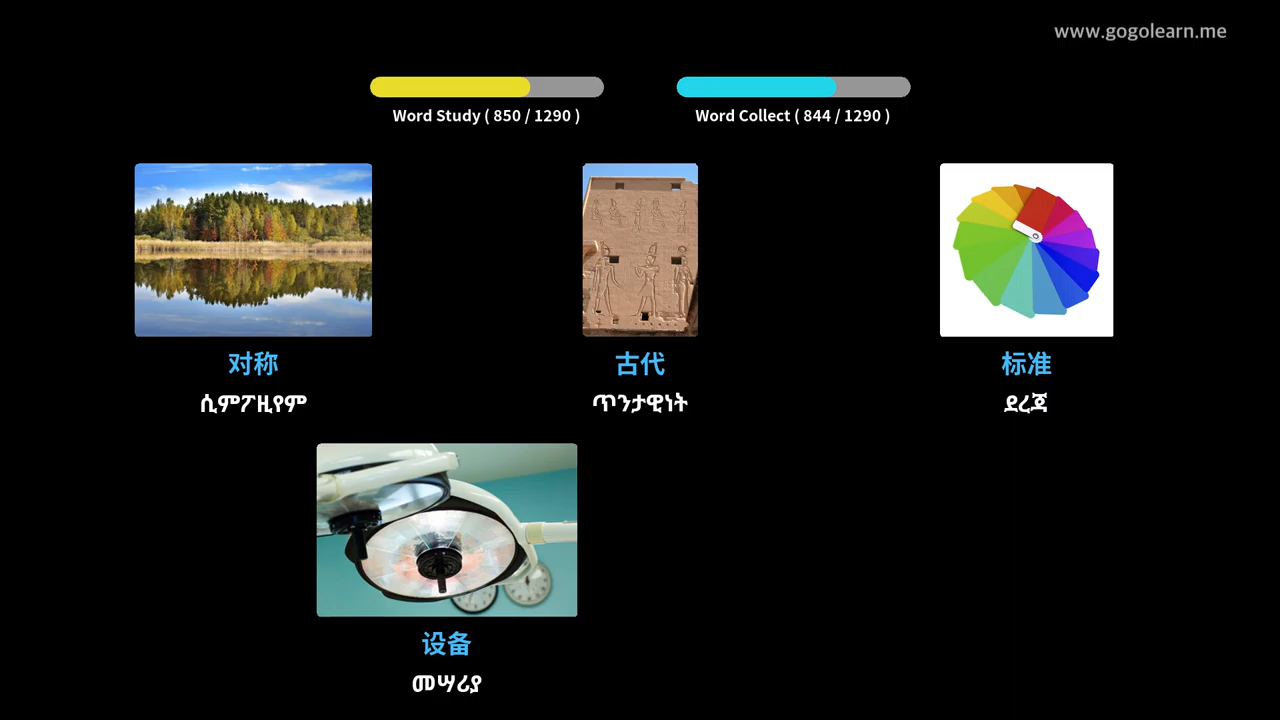 www.gogolearn.me
Word Study ( 850 / 1290 )
Word Collect ( 844 / 1290 )
对称
古代
标准
ሲምፖዚየም
ጥንታዊነት
ደረጃ
设备
መሣሪያ